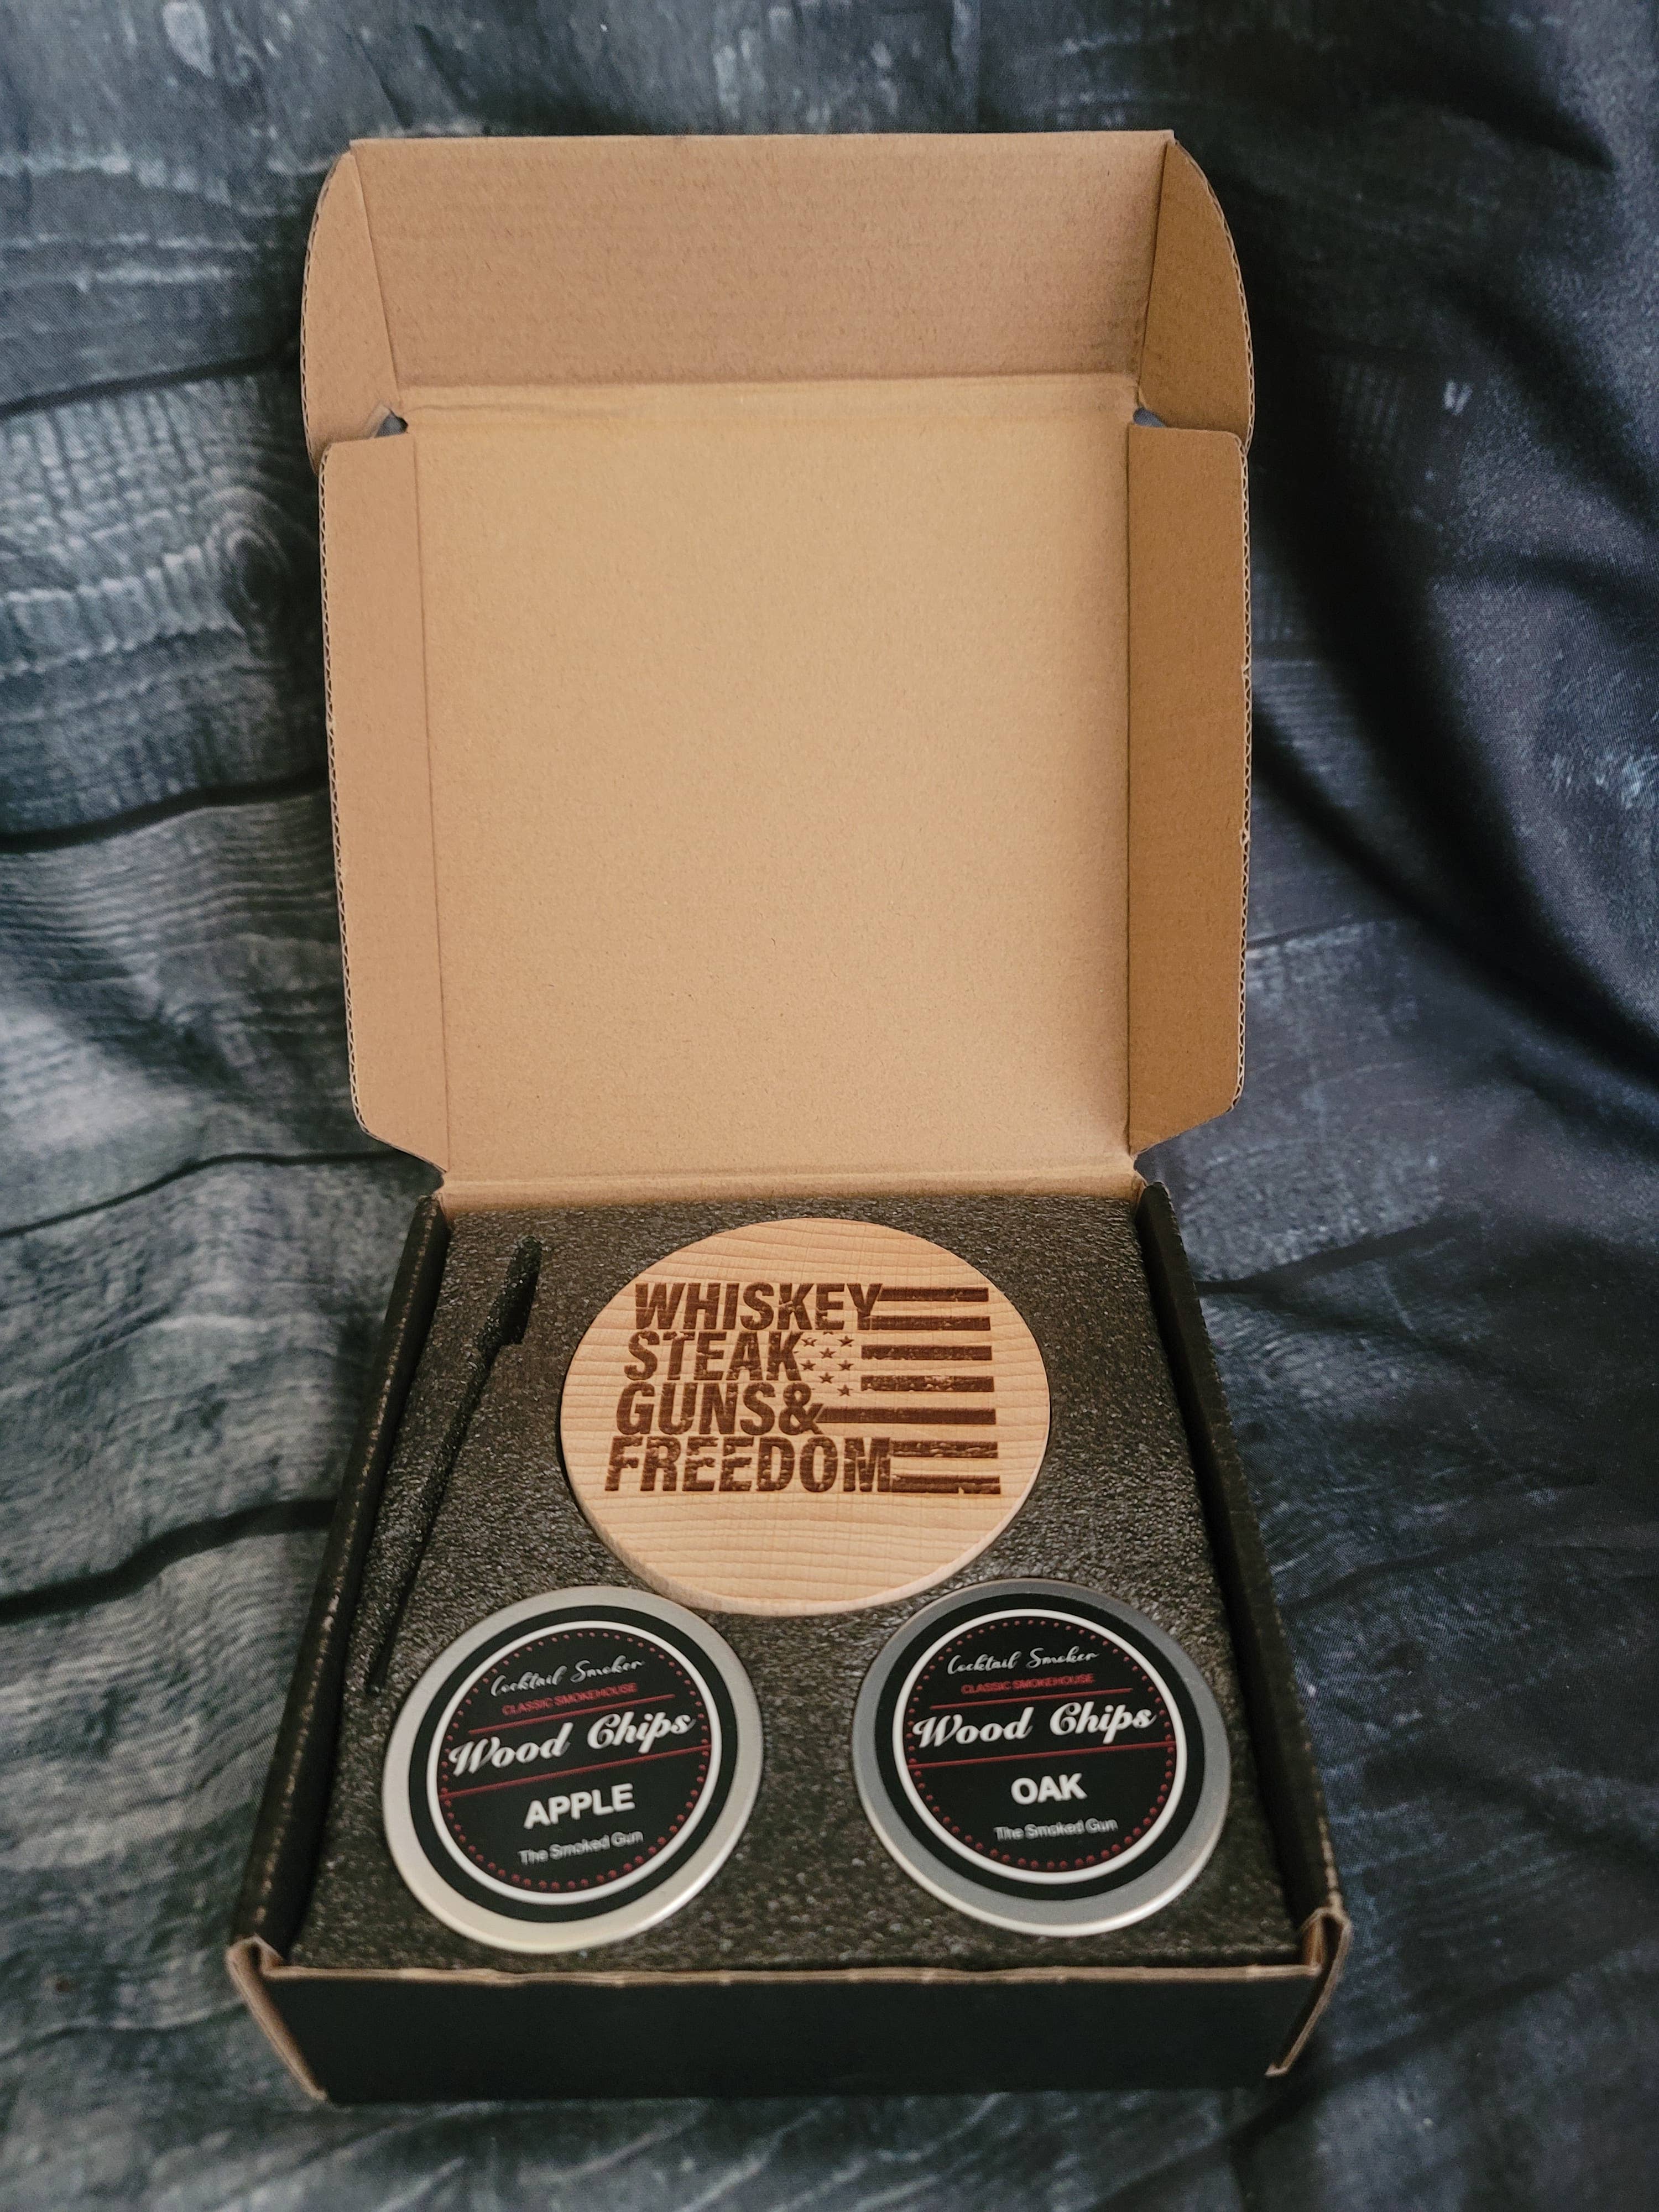 WHISKEY
STEAK
GUNS&
FREEDOM
Cocktail Smoker
CLASSIC SMOKEHOUSE
Wood Chips
APPLE
The Smoked Gun
Cocktail Smoker
CLASSIC SMOKEHOUSE
Wood Chips
OAK
The Smoked Gun